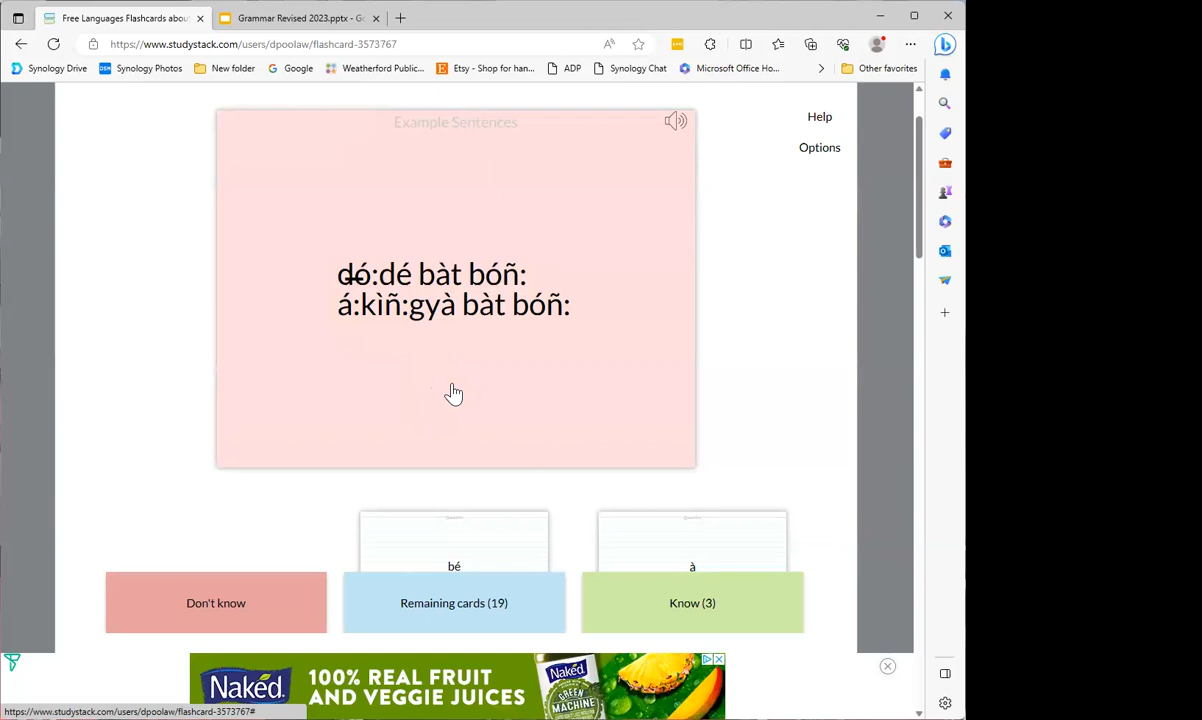 Free Languages Flashcards about
Grammar Revised 2023.pptx - Go
https://www.studystack.com/users/dpoolaw/flashcard-3573767
Synology Drive
Synology Photos
New folder
Google
Weatherford Public...
Etsy - Shop for han...
ADP
Synology Chat
Microsoft Office Ho...
Other favorites
Example Sentences
Help
Options
dó:dé bàt bóñ:
á:kìñ:gyà bàt bóñ:
bé
à
Don't know
Remaining cards (19)
Know (3)
Naked
100% REAL FRUIT
AND VEGGIE JUICES
Naked
GREEN
MACHINE
https://www.studystack.com/users/dpoolaw/flashcard-3573767#